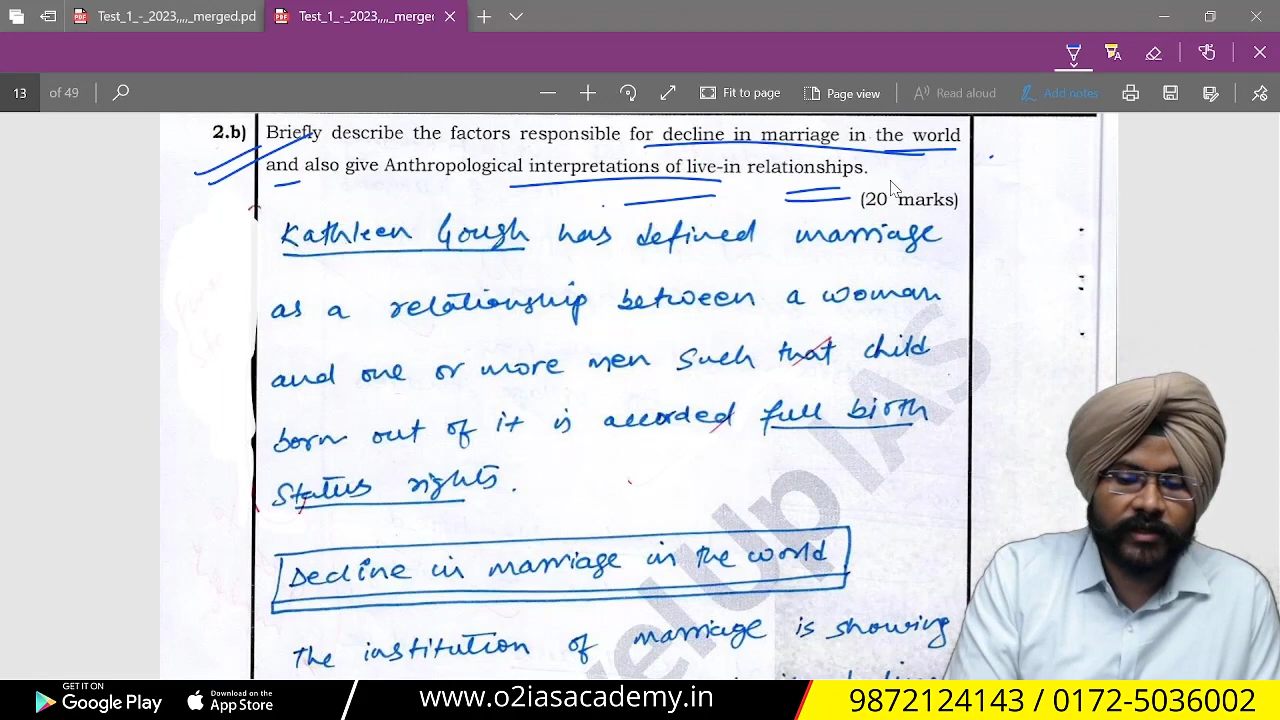 Test_1_-_2023,,,,_merged.pd
Test_1_-_2023,,,,_merge
13 of 49
Fit to page
Page view
Read aloud
Add notes
2.b) Briefly describe the factors responsible for decline in marriage in the world
and also give Anthropological interpretations of live-in relationships.
(20 marks)
Kathleen Gough has defined marriage
as a relationship between a woman
and one or more men such that child
born out of it is accorded full birth
status rights.
Decline in marriage in the world
The institution of marriage is showing
velUp IAS
GET IT ON
Google Play
Download on the
App Store
www.o2iasacademy.in
9872124143 / 0172-5036002